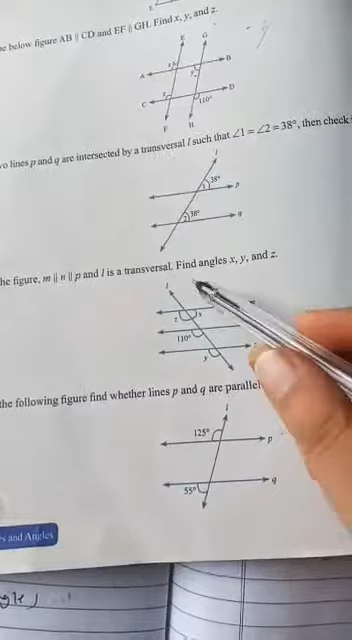 e below figure AB || CD and EF || GH. Find x, y, and z.
E
G
A
B
C
D
110°
F
H
wo lines p and q are intersected by a transversal l such that ∠1 = ∠2 = 38°, then check i
l
38°
1
p
38°
2
q
he figure, m || n || p and l is a transversal. Find angles x, y, and z.
l
z
x
110°
y
the following figure find whether lines p and q are parallel
l
125°
p
q
55°
s and Angles